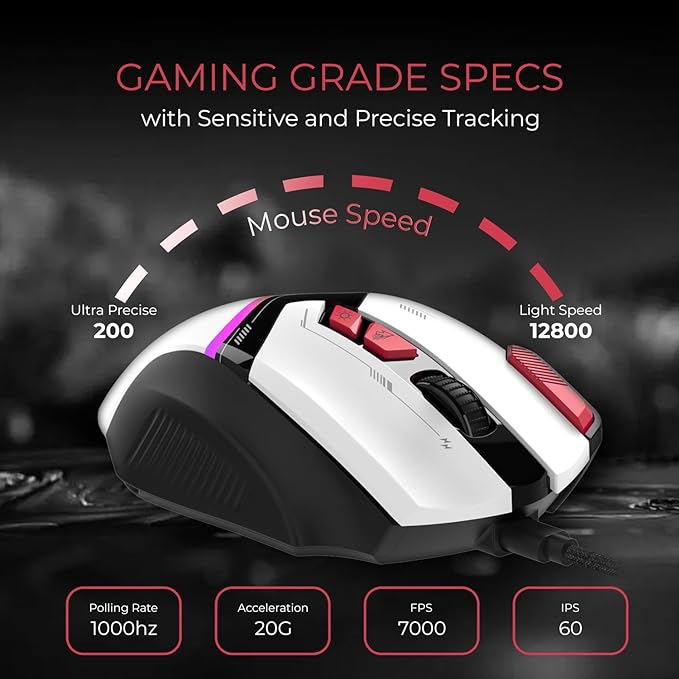 GAMING GRADE SPECS
with Sensitive and Precise Tracking
Mouse Speed
Ultra Precise
200
Light Speed
12800
Polling Rate
1000hz
Acceleration
20G
FPS
7000
IPS
60